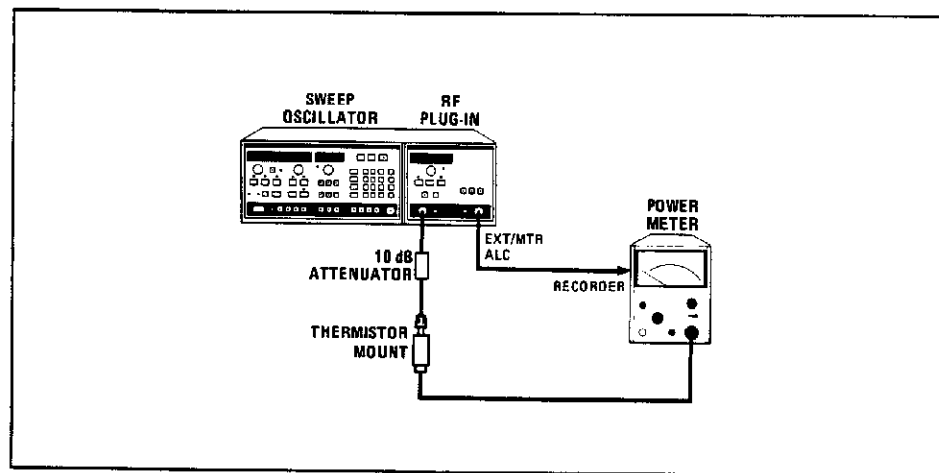 SWEEP
OSCILLATOR
RF
PLUG-IN
POWER
METER
EXT/MTR
ALC
10 dB
ATTENUATOR
RECORDER
THERMISTOR
MOUNT